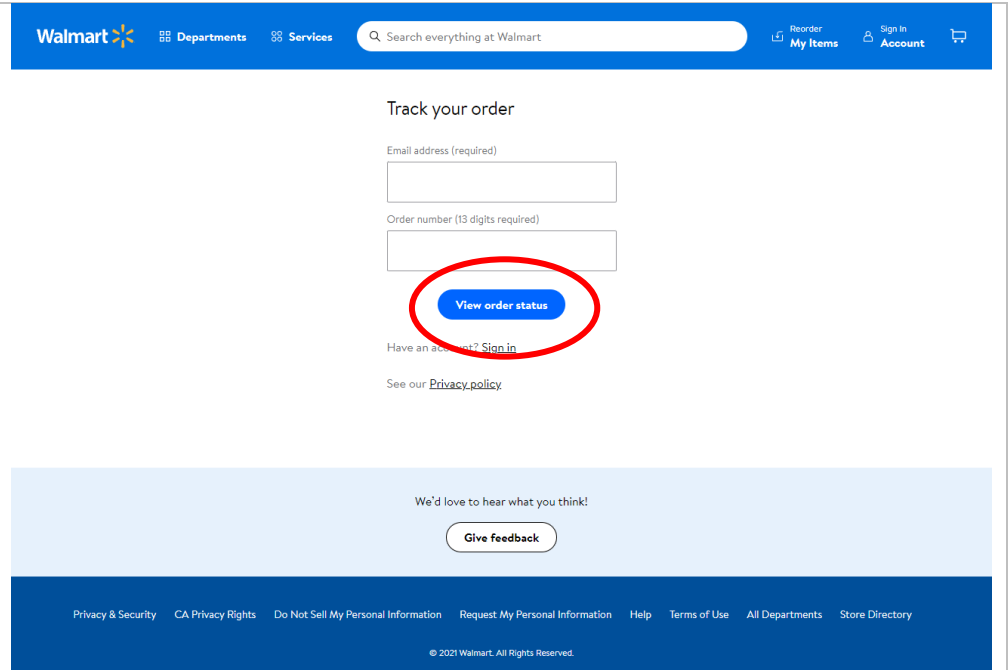 Walmart
Departments
Services
Search everything at Walmart
Reorder
My Items
Sign In
Account
Track your order
Email address (required)
Order number (13 digits required)
View order status
Have an account? Sign in
See our Privacy policy
We'd love to hear what you think!
Give feedback
Privacy & Security CA Privacy Rights Do Not Sell My Personal Information Request My Personal Information Help Terms of Use All Departments Store Directory
© 2021 Walmart. All Rights Reserved.